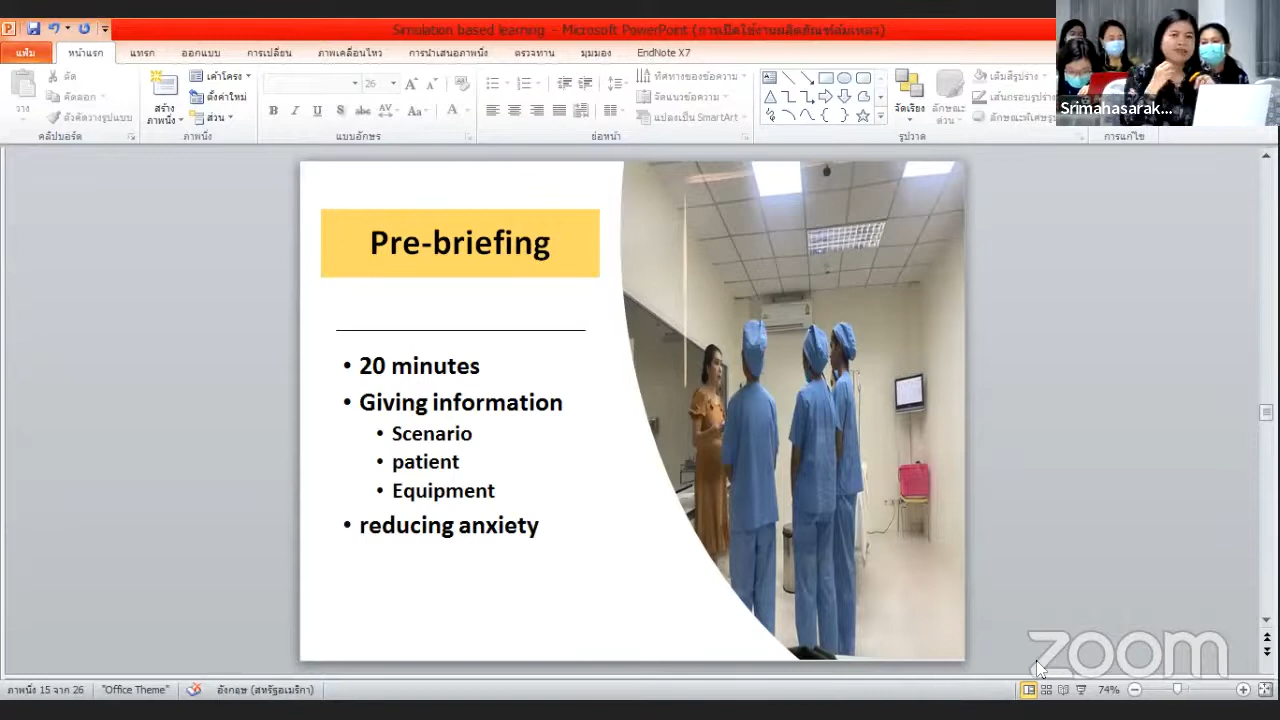 Simulation based learning - Microsoft PowerPoint (การเปิดใช้งานผลิตภัณฑ์ล้มเหลว)
แฟ้ม หน้าแรก แทรก ออกแบบ การเปลี่ยน ภาพเคลื่อนไหว การนำเสนอภาพนิ่ง ตรวจทาน มุมมอง EndNote X7
วาง
ตัด
คัดลอก
ตัวคัดวางรูปแบบ
คลิปบอร์ด
สร้าง
ภาพนิ่ง
เค้าโครง
ตั้งค่าใหม่
ส่วน
ภาพนิ่ง
26
แบบอักษร
ทิศทางของข้อความ
จัดแนวข้อความ
แปลงเป็น SmartArt
ย่อหน้า
จัดเรียง
ลักษณะ
ด่วน
เติมสีรูปร่าง
เส้นกรอบรูปร่าง
ลักษณะพิเศษรูปร่าง
รูปวาด
การแก้ไข
Srimahasarak...
Pre-briefing
• 20 minutes
• Giving information
• Scenario
• patient
• Equipment
• reducing anxiety
zoom
ภาพนิ่ง 15 จาก 26 "Office Theme" อังกฤษ (สหรัฐอเมริกา) 74%